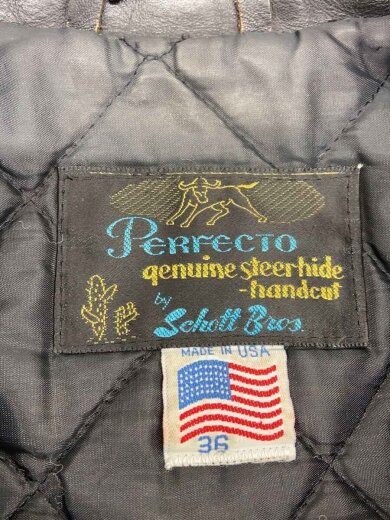 PERFECTO
genuine steerhide
-handcut
by
Schott Bros.
MADE IN USA
36